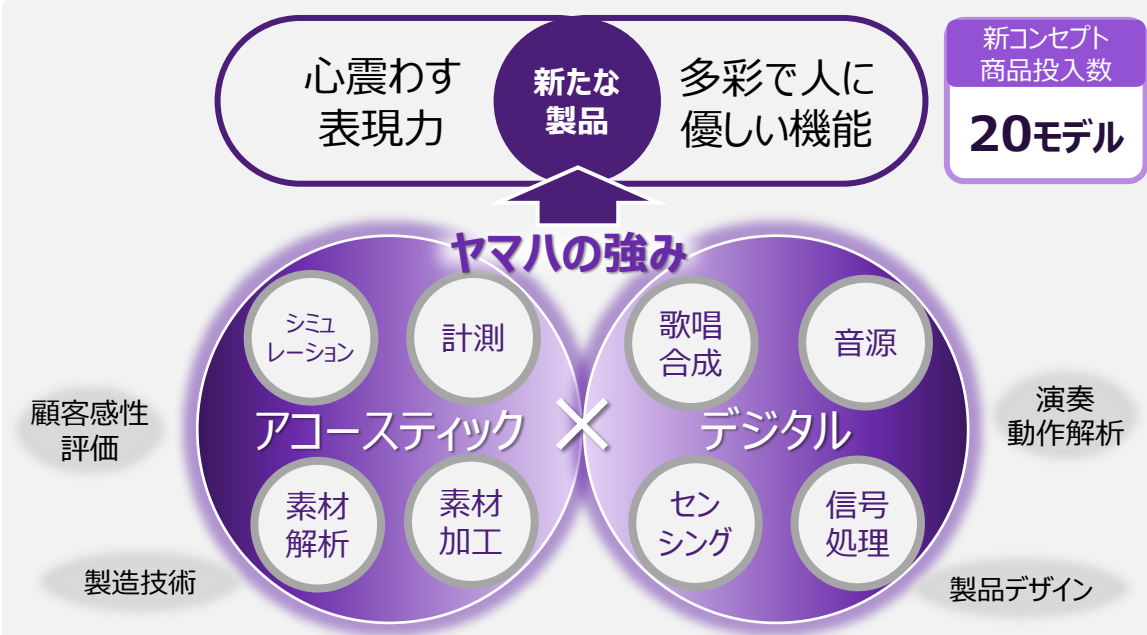 心震わす
表現力
新たな
製品
多彩で人に
優しい機能
新コンセプト
商品投入数
20モデル
ヤマハの強み
シミュ
レーション
計測
歌唱
合成
音源
顧客感性
評価
アコースティック
×
デジタル
演奏
動作解析
素材
解析
素材
加工
セン
シング
信号
処理
製造技術
製品デザイン